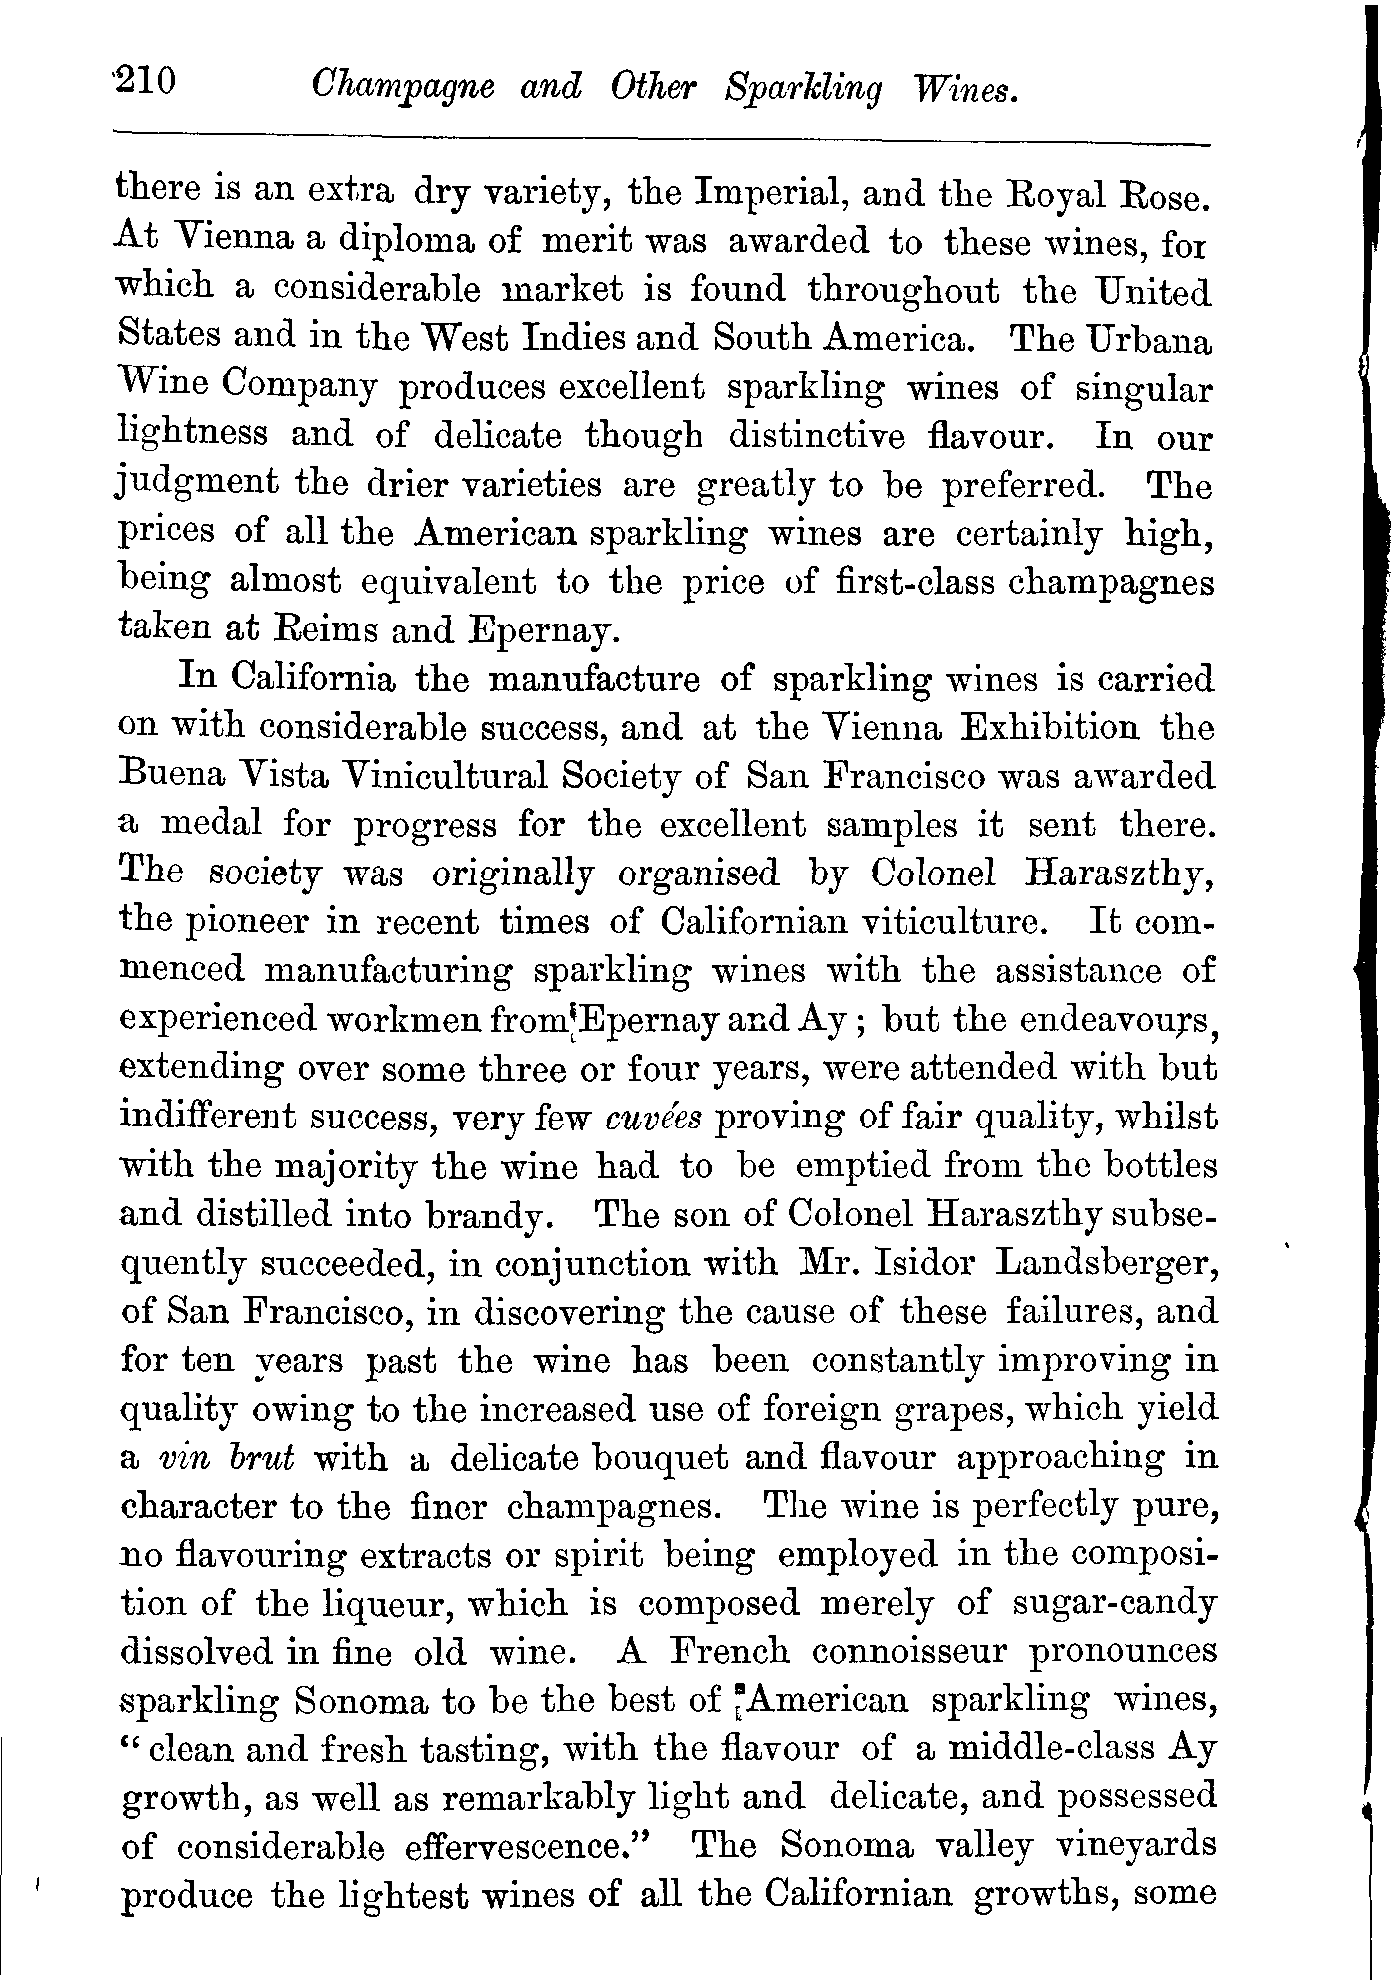 210 Champagne and Other Sparkling Wines.
there is an extra dry variety, the Imperial, and the Royal Rose.
At Vienna a diploma of merit was awarded to these wines, for
which a considerable market is found throughout the United
States and in the West Indies and South America. The Urbana
Wine Company produces excellent sparkling wines of singular
lightness and of delicate though distinctive flavour. In our
judgment the drier varieties are greatly to be preferred. The
prices of all the American sparkling wines are certainly high,
being almost equivalent to the price of first-class champagnes
taken at Reims and Epernay.
In California the manufacture of sparkling wines is carried
on with considerable success, and at the Vienna Exhibition the
Buena Vista Vinicultural Society of San Francisco was awarded
a medal for progress for the excellent samples it sent there.
The society was originally organised by Colonel Haraszthy,
the pioneer in recent times of Californian viticulture. It com-
menced manufacturing sparkling wines with the assistance of
experienced workmen from Epernay and Ay; but the endeavours,
extending over some three or four years, were attended with but
indifferent success, very few cuvées proving of fair quality, whilst
with the majority the wine had to be emptied from the bottles
and distilled into brandy. The son of Colonel Haraszthy subse-
quently succeeded, in conjunction with Mr. Isidor Landsberger,
of San Francisco, in discovering the cause of these failures, and
for ten years past the wine has been constantly improving in
quality owing to the increased use of foreign grapes, which yield
a vin brut with a delicate bouquet and flavour approaching in
character to the finer champagnes. The wine is perfectly pure,
no flavouring extracts or spirit being employed in the composi-
tion of the liqueur, which is composed merely of sugar-candy
dissolved in fine old wine. A French connoisseur pronounces
sparkling Sonoma to be the best of American sparkling wines,
“clean and fresh tasting, with the flavour of a middle-class Ay
growth, as well as remarkably light and delicate, and possessed
of considerable effervescence.” The Sonoma valley vineyards
produce the lightest wines of all the Californian growths, some